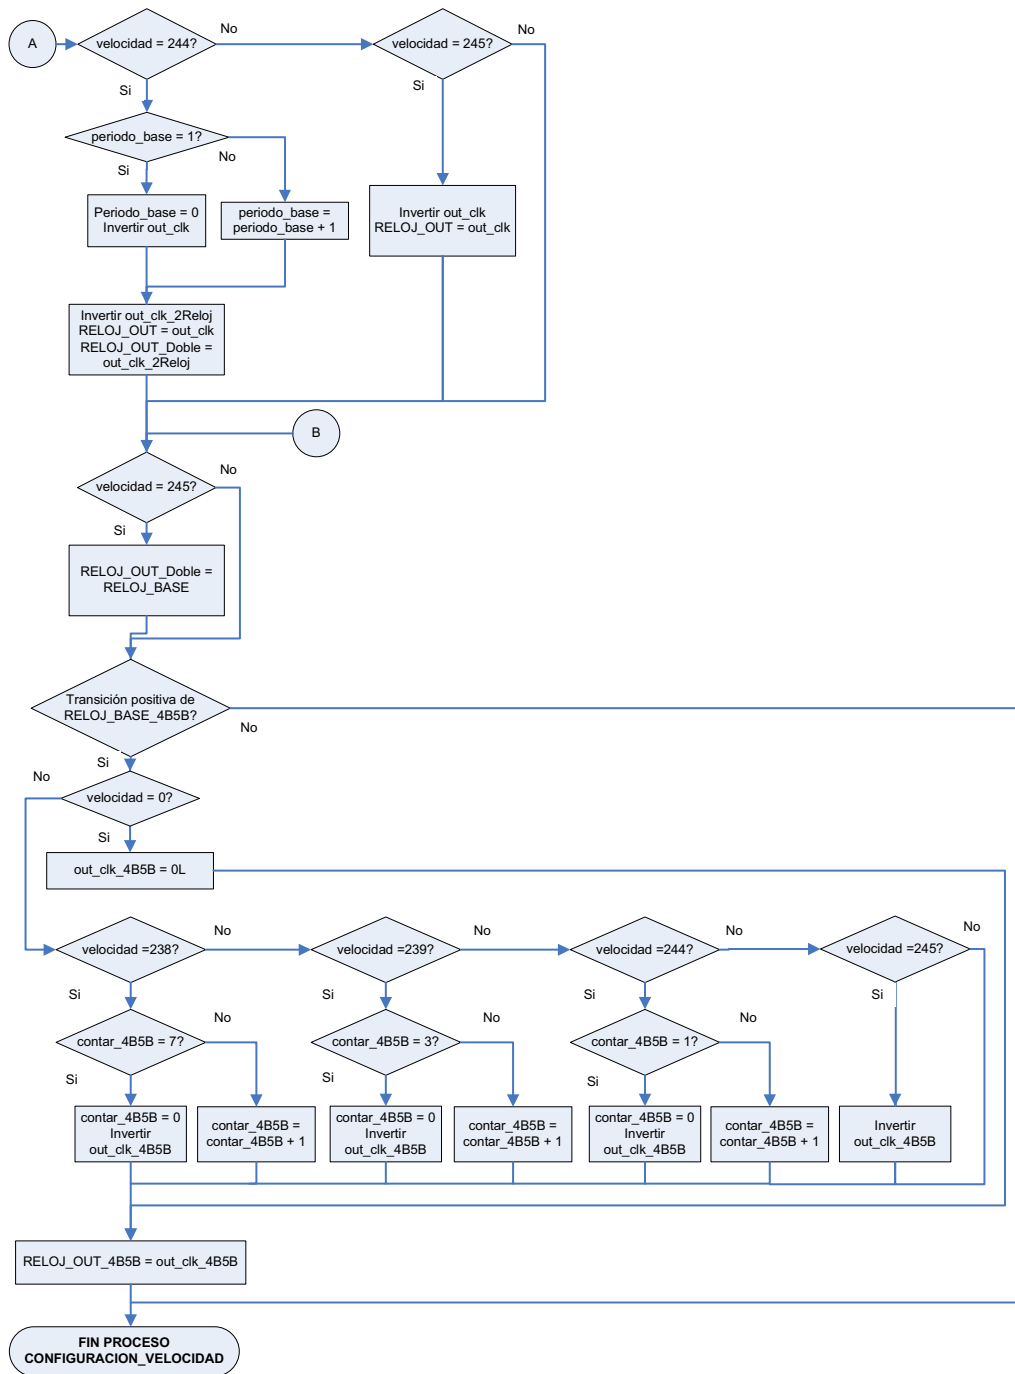 A
velocidad = 244?
No
velocidad = 245?
No
Si
Si
periodo_base = 1?
No
Si
Periodo_base = 0
Invertir out_clk
periodo_base =
periodo_base + 1
Invertir out_clk
RELOJ_OUT = out_clk
Invertir out_clk_2Reloj
RELOJ_OUT = out_clk
RELOJ_OUT_Doble =
out_clk_2Reloj
B
velocidad = 245?
No
Si
RELOJ_OUT_Doble =
RELOJ_BASE
Transición positiva de
RELOJ_BASE_4B5B?
No
Si
No
velocidad = 0?
Si
out_clk_4B5B = 0L
velocidad =238?
No
velocidad =239?
No
velocidad =244?
No
velocidad =245?
No
Si
Si
Si
Si
contar_4B5B = 7?
No
contar_4B5B = 3?
No
contar_4B5B = 1?
No
Si
Si
Si
contar_4B5B = 0
Invertir
out_clk_4B5B
contar_4B5B =
contar_4B5B + 1
contar_4B5B = 0
Invertir
out_clk_4B5B
contar_4B5B =
contar_4B5B + 1
contar_4B5B = 0
Invertir
out_clk_4B5B
contar_4B5B =
contar_4B5B + 1
Invertir
out_clk_4B5B
RELOJ_OUT_4B5B = out_clk_4B5B
FIN PROCESO
CONFIGURACION_VELOCIDAD